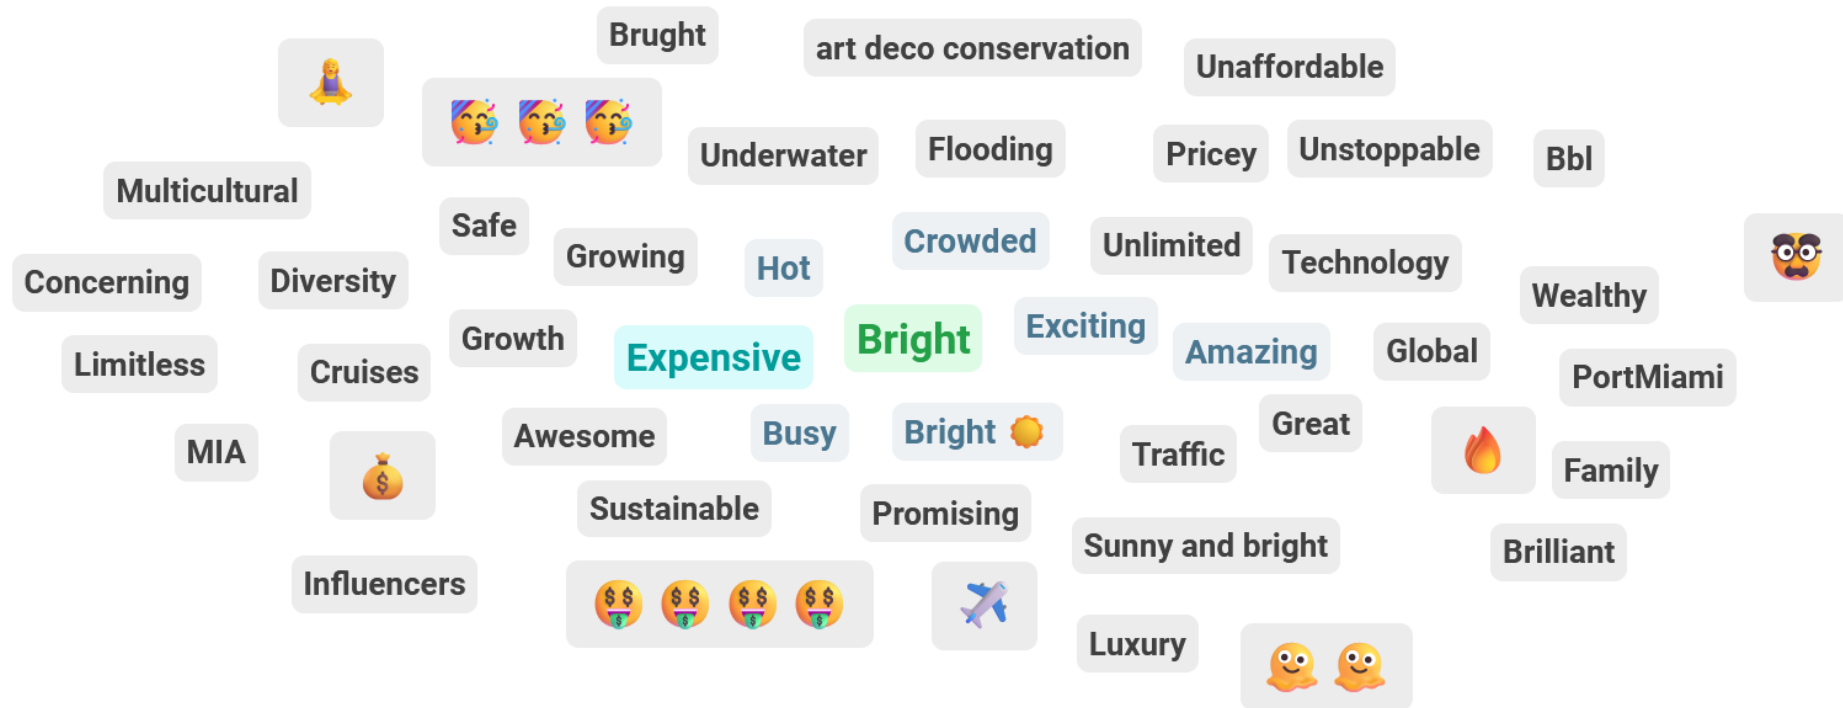 Brught
art deco conservation
Unaffordable
🧘
🥳 🥳 🥳
Underwater
Flooding
Pricey
Unstoppable
Bbl
Multicultural
Safe
Growing
Hot
Crowded
Unlimited
Technology
🥸
Concerning
Diversity
Wealthy
Growth
Expensive
Bright
Exciting
Amazing
Global
Limitless
Cruises
PortMiami
MIA
💰
Awesome
Busy
Bright 🌞
Traffic
Great
🔥
Family
Sustainable
Promising
Sunny and bright
Brilliant
Influencers
🤑 🤑 🤑 🤑
✈️
Luxury
🫠 🫠